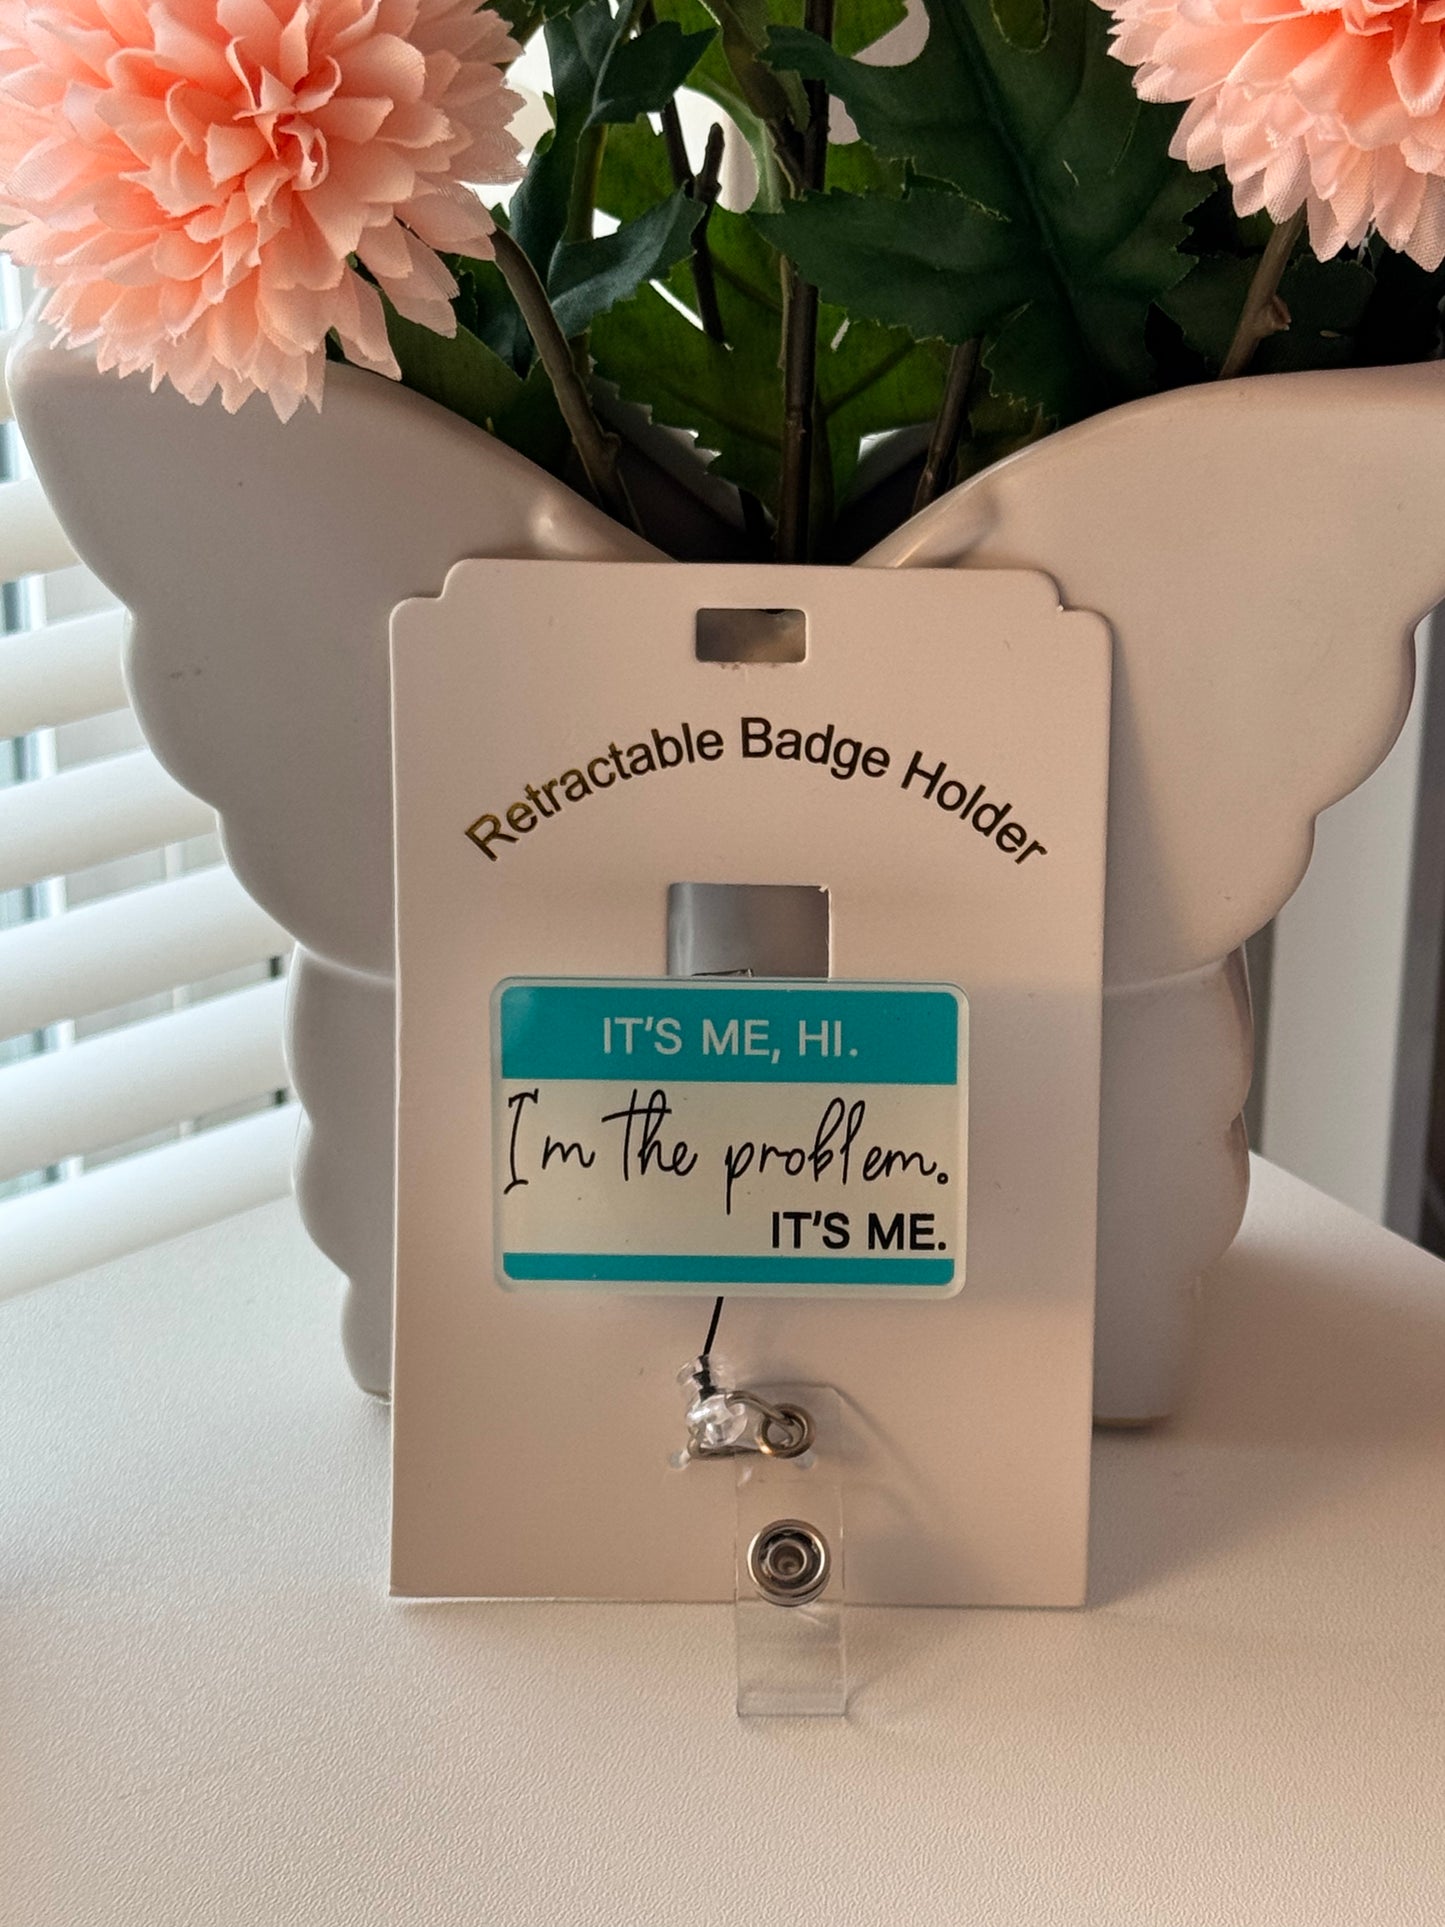 Retractable Badge Holder
IT'S ME, HI.
I'm the problem.
IT'S ME.